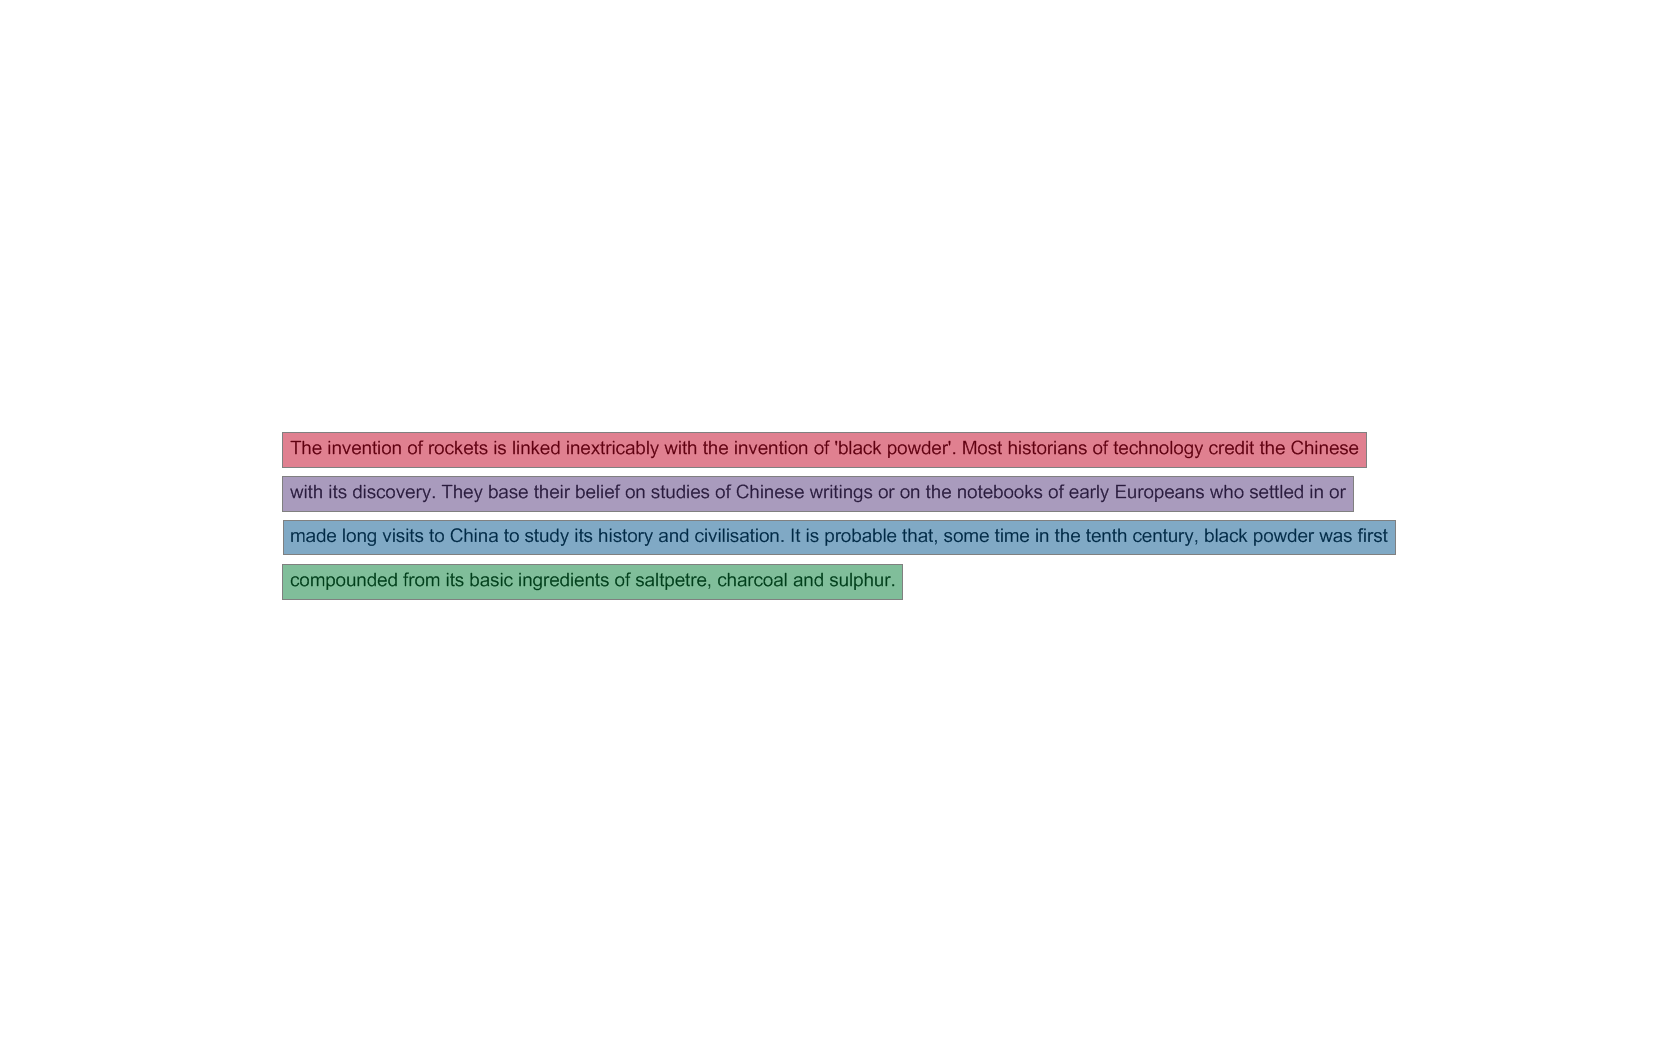 The invention of rockets is linked inextricably with the invention of 'black powder'. Most historians of technology credit the Chinese
with its discovery. They base their belief on studies of Chinese writings or on the notebooks of early Europeans who settled in or
made long visits to China to study its history and civilisation. It is probable that, some time in the tenth century, black powder was first
compounded from its basic ingredients of saltpetre, charcoal and sulphur.